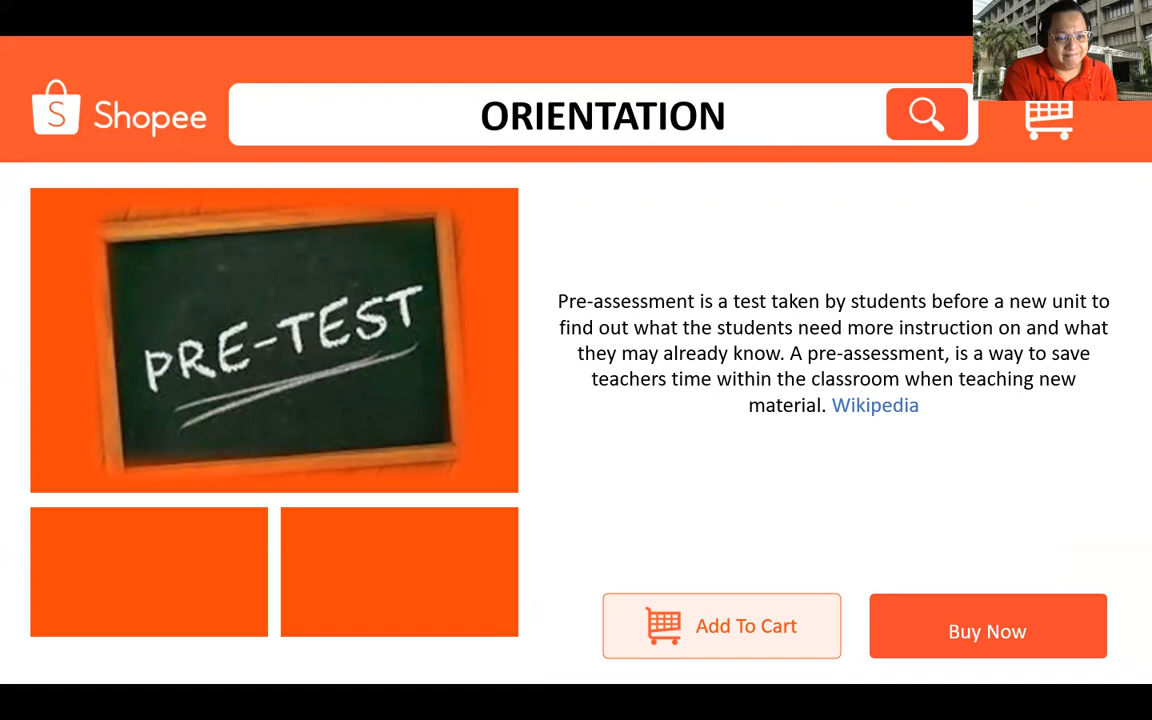 Shopee
ORIENTATION
PRE-TEST
Pre-assessment is a test taken by students before a new unit to
find out what the students need more instruction on and what
they may already know. A pre-assessment, is a way to save
teachers time within the classroom when teaching new
material. Wikipedia
Add To Cart
Buy Now